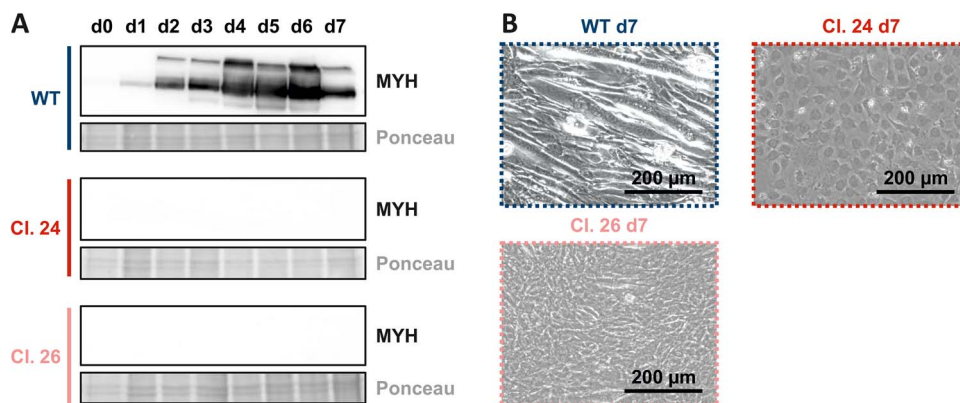 A
d0 d1 d2 d3 d4 d5 d6 d7
WT
MYH
Ponceau
Cl. 24
MYH
Ponceau
Cl. 26
MYH
Ponceau
B
WT d7
200 µm
Cl. 24 d7
200 µm
Cl. 26 d7
200 µm